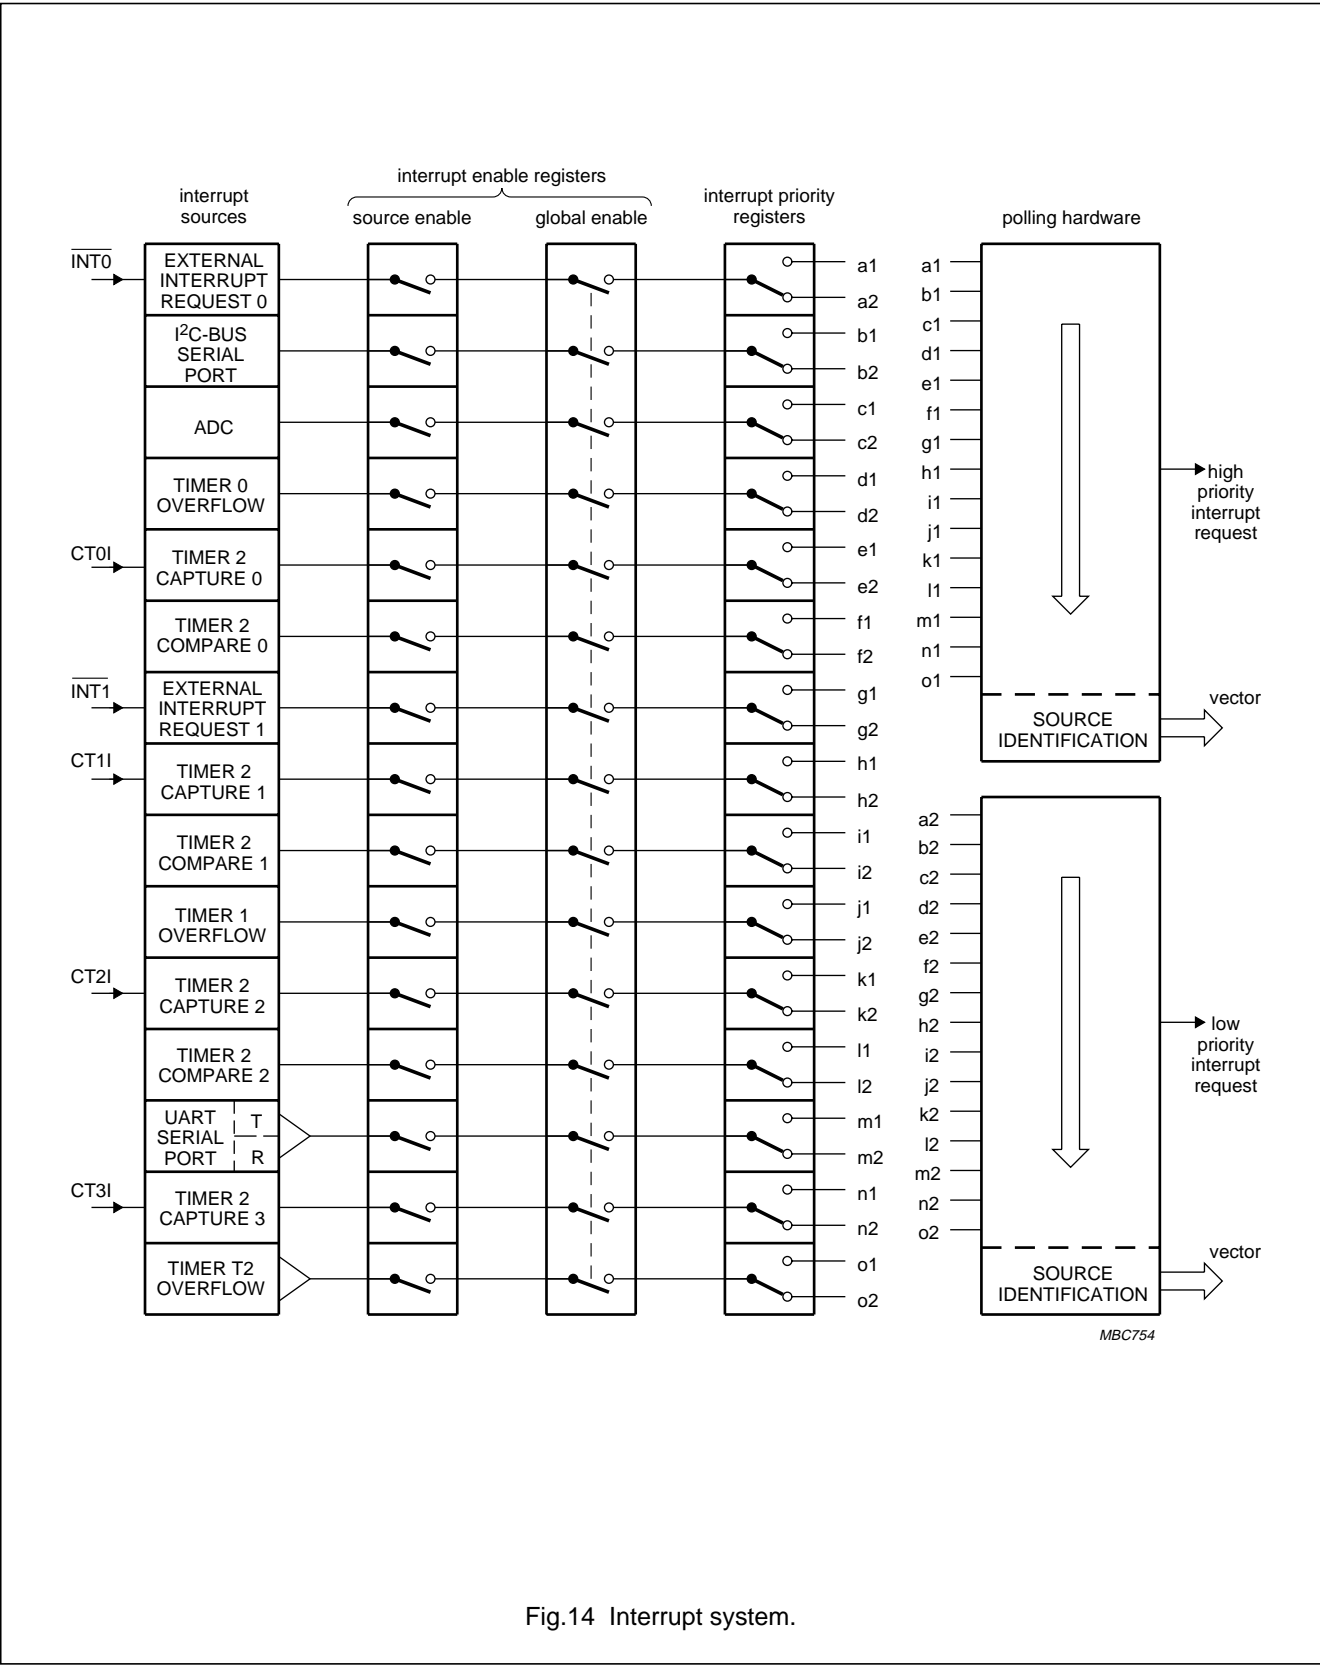 interrupt enable registers
interrupt
sources
source enable
global enable
interrupt priority
registers
polling hardware
INT0
EXTERNAL
INTERRUPT
REQUEST 0
a1
a2
I2C-BUS
SERIAL
PORT
b1
b2
ADC
c1
c2
TIMER 0
OVERFLOW
d1
d2
CT0I
TIMER 2
CAPTURE 0
e1
e2
TIMER 2
COMPARE 0
f1
f2
INT1
EXTERNAL
INTERRUPT
REQUEST 1
g1
g2
CT1I
TIMER 2
CAPTURE 1
h1
h2
TIMER 2
COMPARE 1
i1
i2
TIMER 1
OVERFLOW
j1
j2
CT2I
TIMER 2
CAPTURE 2
k1
k2
TIMER 2
COMPARE 2
l1
l2
UART
SERIAL
PORT
T
R
m1
m2
CT3I
TIMER 2
CAPTURE 3
n1
n2
TIMER T2
OVERFLOW
o1
o2
a1
b1
c1
d1
e1
f1
g1
h1
i1
j1
k1
l1
m1
n1
o1
high
priority
interrupt
request
SOURCE
IDENTIFICATION
vector
a2
b2
c2
d2
e2
f2
g2
h2
i2
j2
k2
l2
m2
n2
o2
low
priority
interrupt
request
SOURCE
IDENTIFICATION
vector
MBC754
Fig.14 Interrupt system.